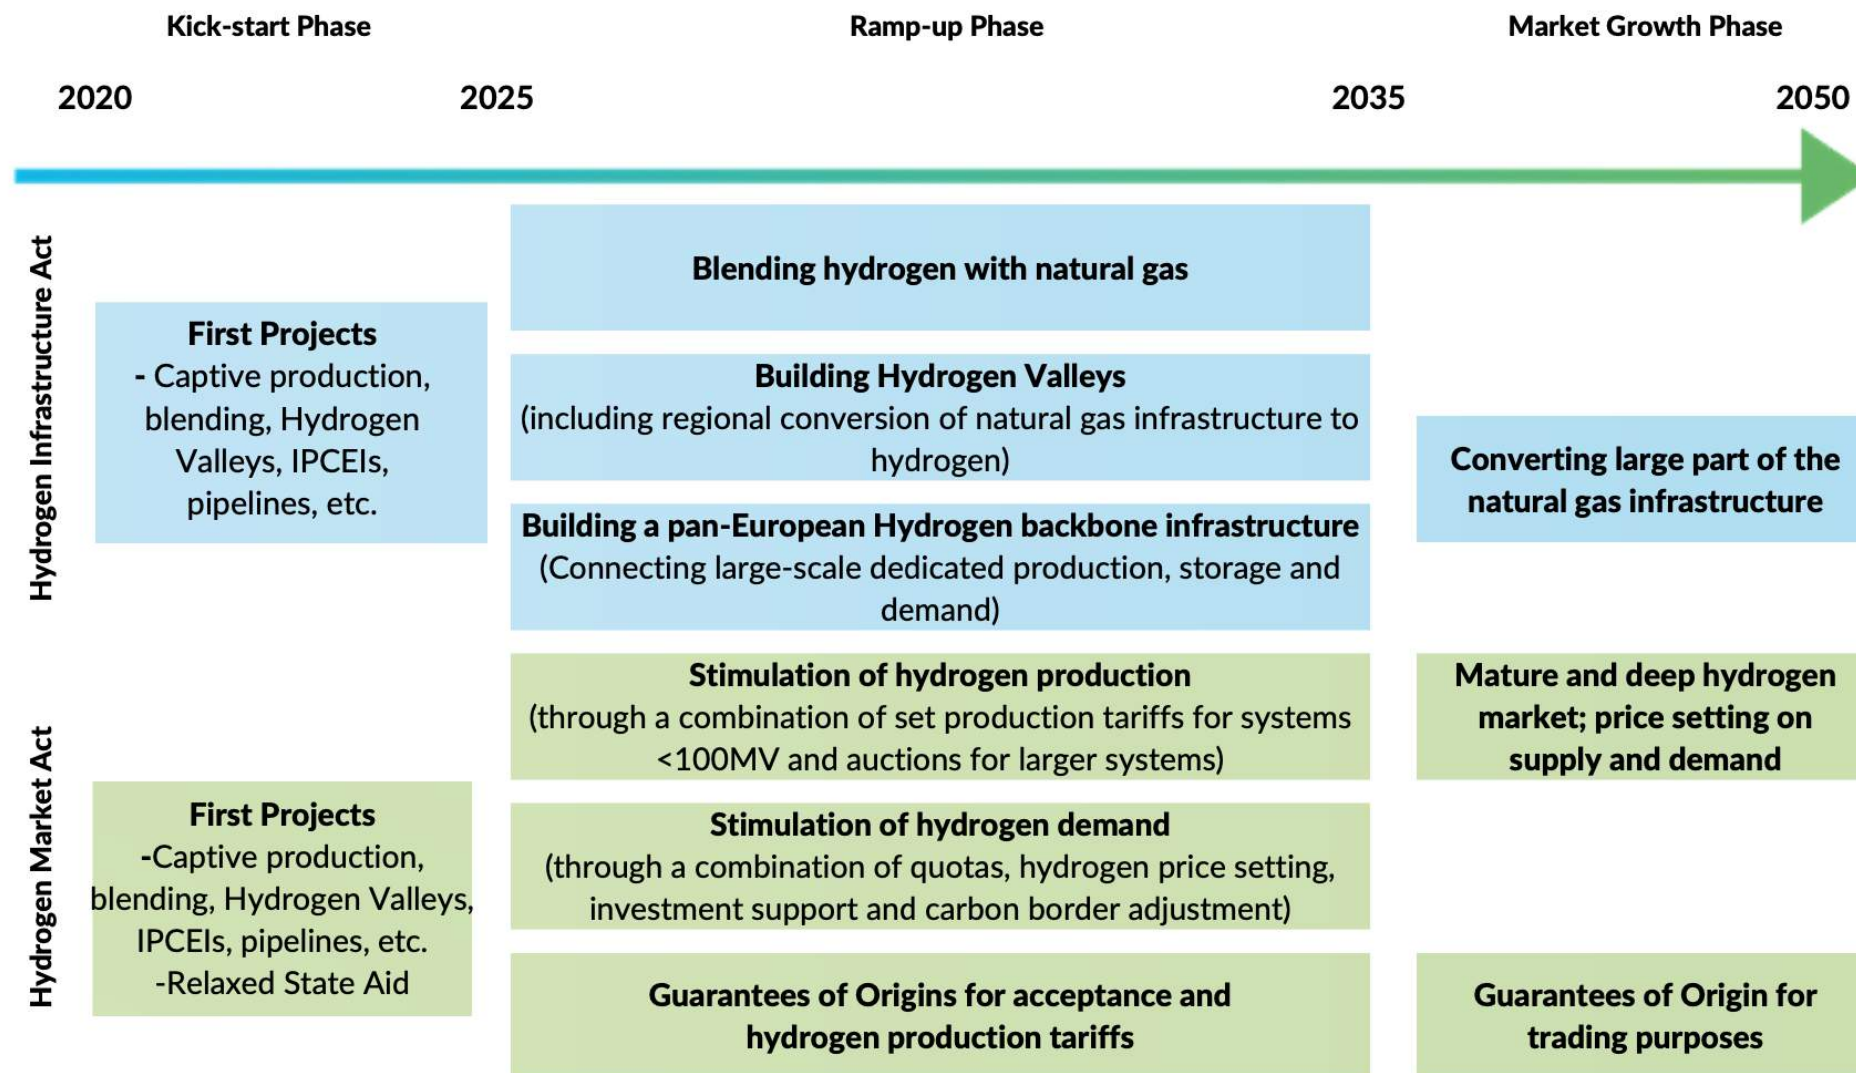 Kick-start Phase
Ramp-up Phase
Market Growth Phase
2020
2025
2035
2050
Hydrogen Infrastructure Act
First Projects
- Captive production,
blending, Hydrogen
Valleys, IPCEIs,
pipelines, etc.
Blending hydrogen with natural gas
Building Hydrogen Valleys
(including regional conversion of natural gas infrastructure to
hydrogen)
Building a pan-European Hydrogen backbone infrastructure
(Connecting large-scale dedicated production, storage and
demand)
Converting large part of the
natural gas infrastructure
Hydrogen Market Act
First Projects
-Captive production,
blending, Hydrogen Valleys,
IPCEIs, pipelines, etc.
-Relaxed State Aid
Stimulation of hydrogen production
(through a combination of set production tariffs for systems
<100MV and auctions for larger systems)
Stimulation of hydrogen demand
(through a combination of quotas, hydrogen price setting,
investment support and carbon border adjustment)
Guarantees of Origins for acceptance and
hydrogen production tariffs
Mature and deep hydrogen
market; price setting on
supply and demand
Guarantees of Origin for
trading purposes